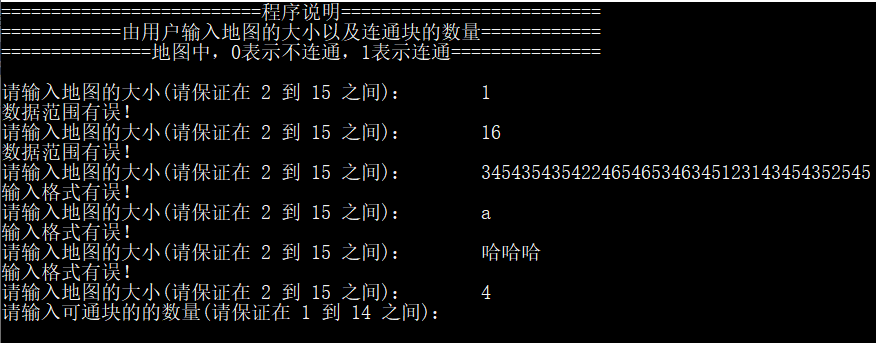 ==========================程序说明==========================
============由用户输入地图的大小以及连通块的数量============
===============地图中，0表示不连通，1表示连通===============
请输入地图的大小(请保证在 2 到 15 之间)： 1
数据范围有误！
请输入地图的大小(请保证在 2 到 15 之间)： 16
数据范围有误！
请输入地图的大小(请保证在 2 到 15 之间)： 345435435422465465346345123143454352545
输入格式有误！
请输入地图的大小(请保证在 2 到 15 之间)： a
输入格式有误！
请输入地图的大小(请保证在 2 到 15 之间)： 哈哈哈
输入格式有误！
请输入地图的大小(请保证在 2 到 15 之间)： 4
请输入可通块的的数量(请保证在 1 到 14 之间)：